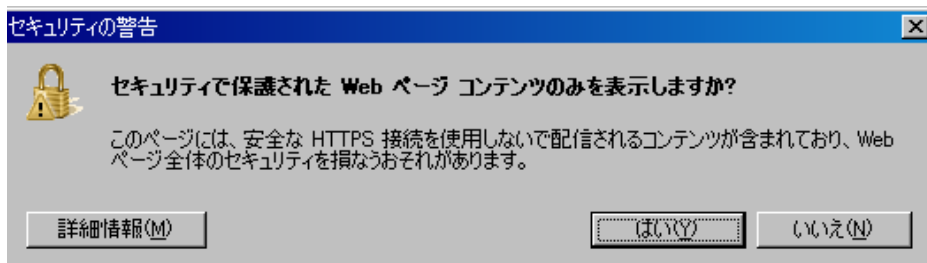 セキュリティの警告
セキュリティで保護された Web ページ コンテンツのみを表示しますか?
このページには、安全な HTTPS 接続を使用しないで配信されるコンテンツが含まれており、Web
ページ全体のセキュリティを損なうおそれがあります。
詳細情報(M) はい(Y) いいえ(N)